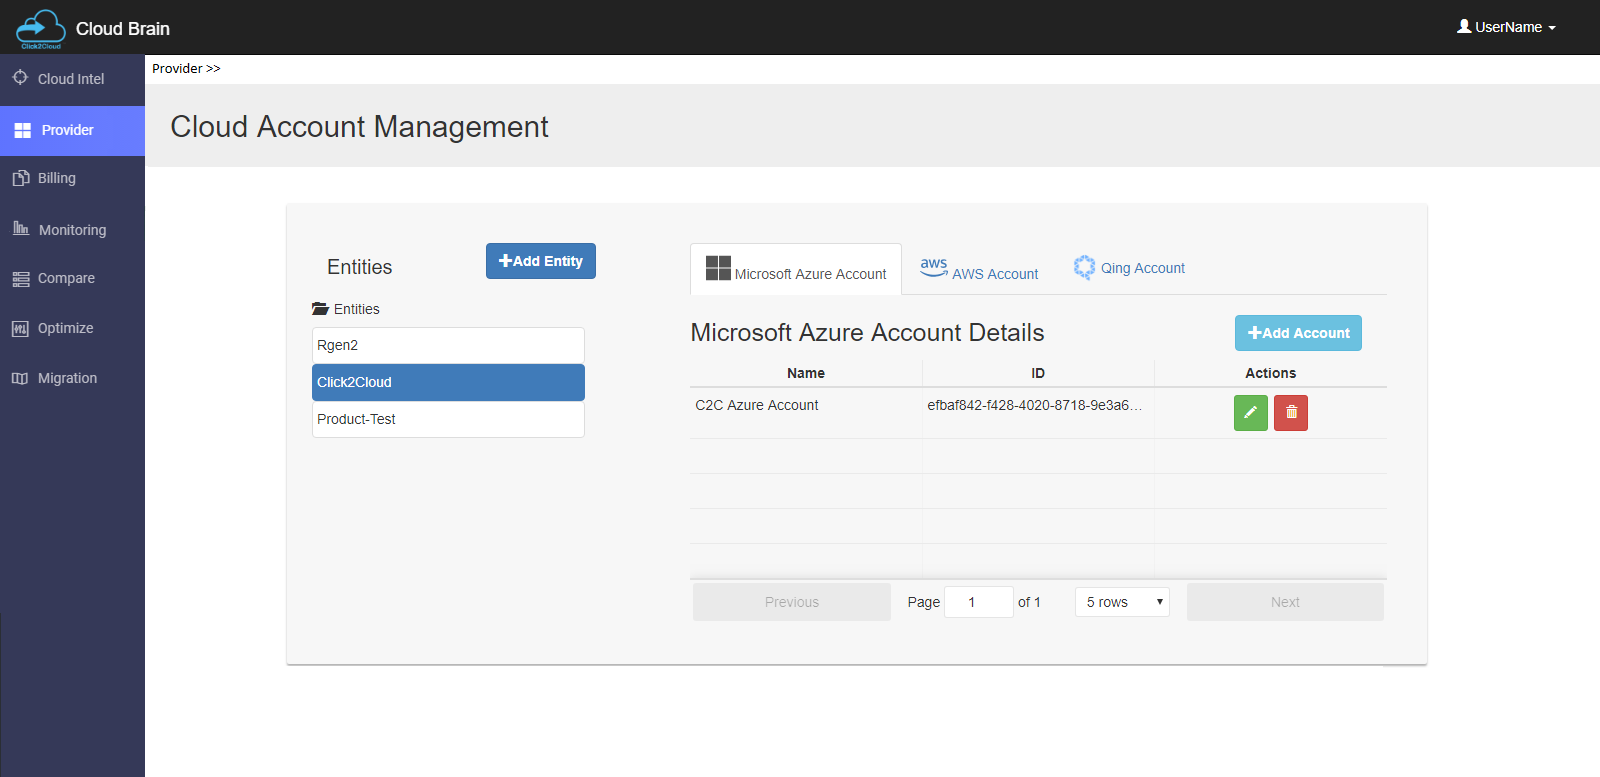 Click2Cloud
Cloud Brain
UserName
Cloud Intel
Provider
Billing
Monitoring
Compare
Optimize
Migration
Provider >>
Cloud Account Management
Entities
+Add Entity
Entities
Rgen2
Click2Cloud
Product-Test
Microsoft Azure Account
aws AWS Account
Qing Account
Microsoft Azure Account Details
+Add Account
Name ID Actions
C2C Azure Account efbaf842-f428-4020-8718-9e3a6...
Previous Page 1 of 1 5 rows Next